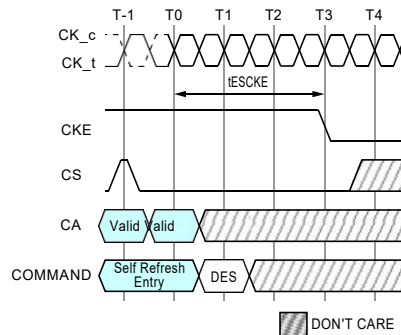 T-1 T0 T1 T2 T3 T4
CK_c
CK_t
tESCKE
CKE
CS
CA Valid Valid
COMMAND Self Refresh Entry DES
DON'T CARE